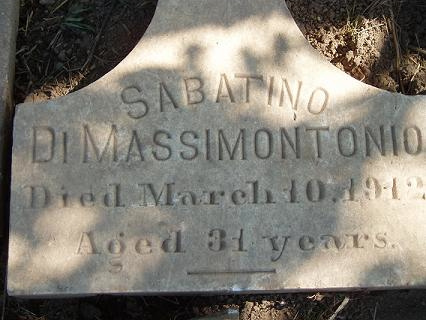 SABATINO
DI MASSIMONTONIO
Died March 10, 1912
Aged 31 years.